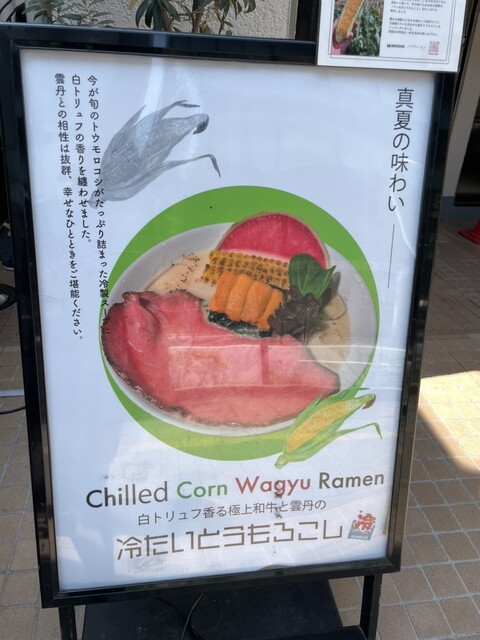 真夏の味わい
今が旬のトウモロコシがたっぷり詰まった冷製スー
白トリュフの香りを纏わせました。
雲丹との相性は抜群、幸せなひとときをご堪能ください。
Chilled Corn Wagyu Ramen
白トリュフ香る極上和牛と雲丹の
冷たいとうもろこし
冷